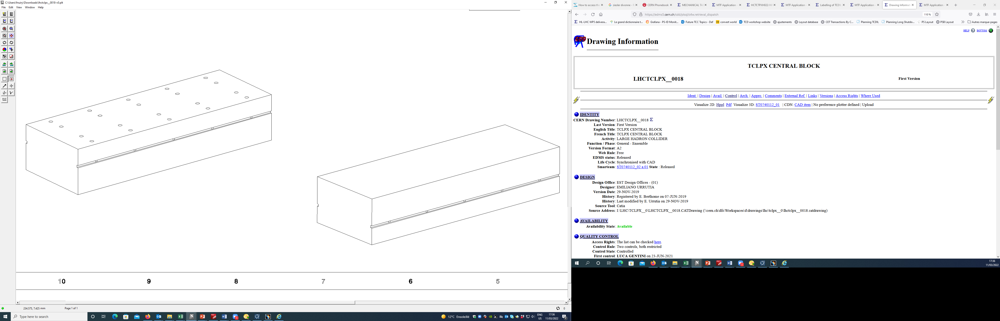 C:\Users\fnuiry\Downloads\lhctclpx__0018-v0.plt
File Edit View Window Help
10 9 8 7 6 5
234.575, 7.425 mm Page 1 of 1 0
Type here to search 12°C Ensoleillé ENG US 17:36 11/03/2022 2
How to access the ziesler divonne - R CERN Phonebook MECHANICAL TAB MTF Application - HCTCTPXH022-NR MTF Application - Labelling of TCDIL MTF Application - Drawing Informat MTF Application -
https://edms5.cern.ch/cdd/plsql/c4w.retrieval_dispatch 110 %
HL-LHC WP5 delivera... Le grand dictionnaire t... Grafana - PS-ID Monit... Future TCC Topics - Def convert world TCD workshop website ajustements Layout database CET Transactions By C... Planning TCDIL Planning Long Shutdo... PS Layout PSB Layout Autres marque-pages
HELP ? BOTTOM
CDD Drawing Information
TCLPX CENTRAL BLOCK
LHCTCLPX__0018 First Version
Ident. | Design | Avail. | Control | Arch. | Appro. | Comments | External Ref. | Links | Versions | Access Rights | Where Used
Visualize 2D: Hpgl Pdf Visualize 3D: ST0740112_01 | CDN: CAD item | No preference plotter defined | Upload
IDENTITY
CERN Drawing Number: LHCTCLPX__0018 Σ
Last Version: First Version
English Title: TCLPX CENTRAL BLOCK
French Title: TCLPX CENTRAL BLOCK
Activity: LARGE HADRON COLLIDER
Function / Phase: General - Ensemble
Version Format: A2
Web Rule: Free
EDMS status: Released
Life Cycle: Synchronised with CAD
Smarteam: ST0740112_02 a.01 State : Released
DESIGN
Design Office: EST Design Offices - (01)
Designer: EMILIANO URRUTIA
Version Date: 29-NOV-2019
History: Registered by E. Berthome on 07-JUN-2019
History: Last modified by E. Urrutia on 29-NOV-2019
Source Tool: Catia
Source Address: I:\LHC\TCLPX__0\LHCTCLPX__0018.CATDrawing (\\cern.ch\dfs\Workspaces\d\drawings\lhc\tclpx__0\lhctclpx__0018.catdrawing)
AVAILABILITY
Availability State: Available
QUALITY CONTROL
Access Rights: The list can be checked here.
Control Rule: Two controls, both restricted
Control State: Controlled
First control: LUCA GENTINI on 23-JUN-2021
17:36
11/03/2022